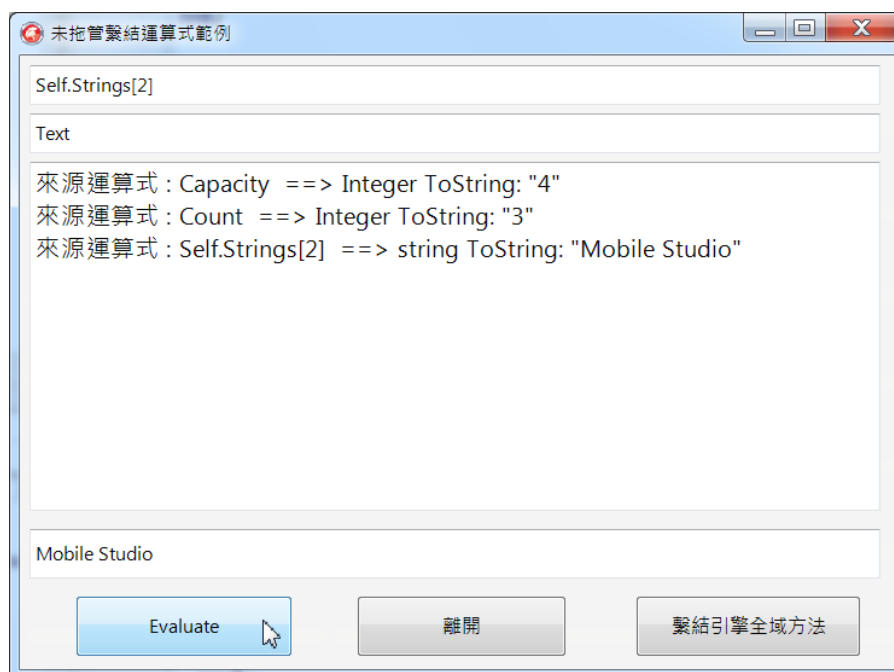 未拖管繫結運算式範例
Self.Strings[2]
Text
來源運算式 : Capacity  ==> Integer ToString: "4"
來源運算式 : Count  ==> Integer ToString: "3"
來源運算式 : Self.Strings[2]  ==> string ToString: "Mobile Studio"
Mobile Studio
Evaluate
離開
繫結引擎全域方法